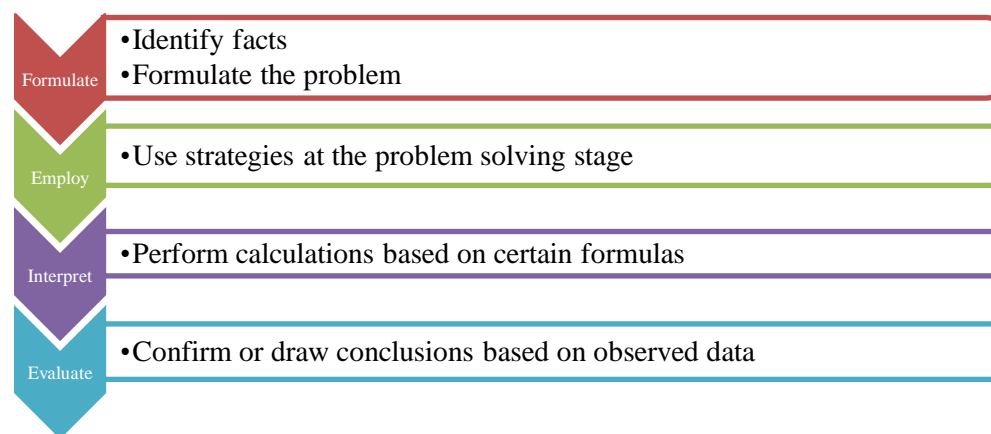 Formulate
•Identify facts
•Formulate the problem
Employ
•Use strategies at the problem solving stage
Interpret
•Perform calculations based on certain formulas
Evaluate
•Confirm or draw conclusions based on observed data